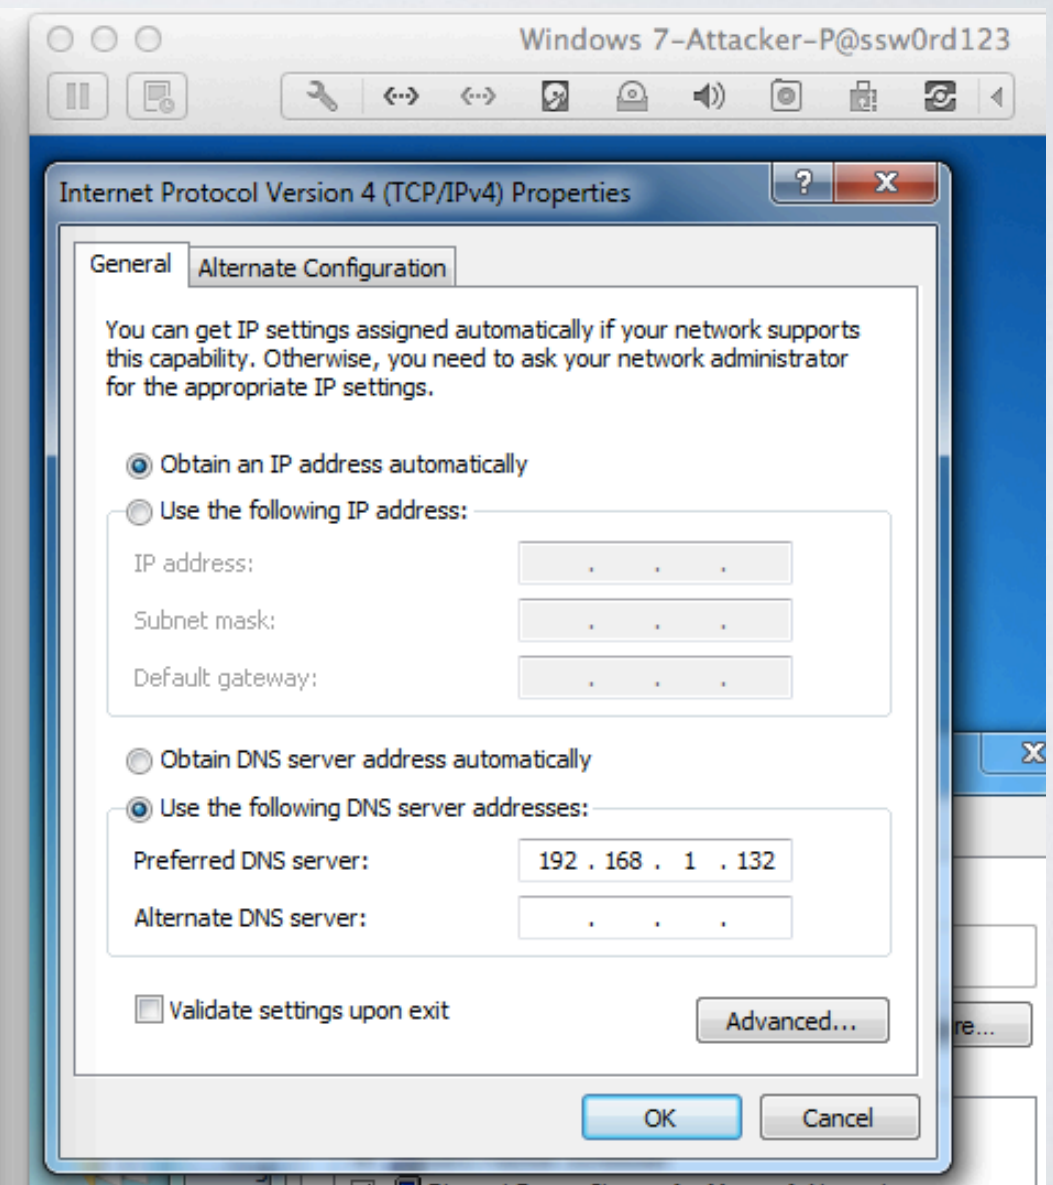 Windows 7-Attacker-P@ssw0rd123
Internet Protocol Version 4 (TCP/IPv4) Properties
General
Alternate Configuration
You can get IP settings assigned automatically if your network supports
this capability. Otherwise, you need to ask your network administrator
for the appropriate IP settings.
Obtain an IP address automatically
Use the following IP address:
IP address:
Subnet mask:
Default gateway:
Obtain DNS server address automatically
Use the following DNS server addresses:
Preferred DNS server: 192 . 168 . 1 . 132
Alternate DNS server:
Validate settings upon exit
Advanced...
re...
OK Cancel